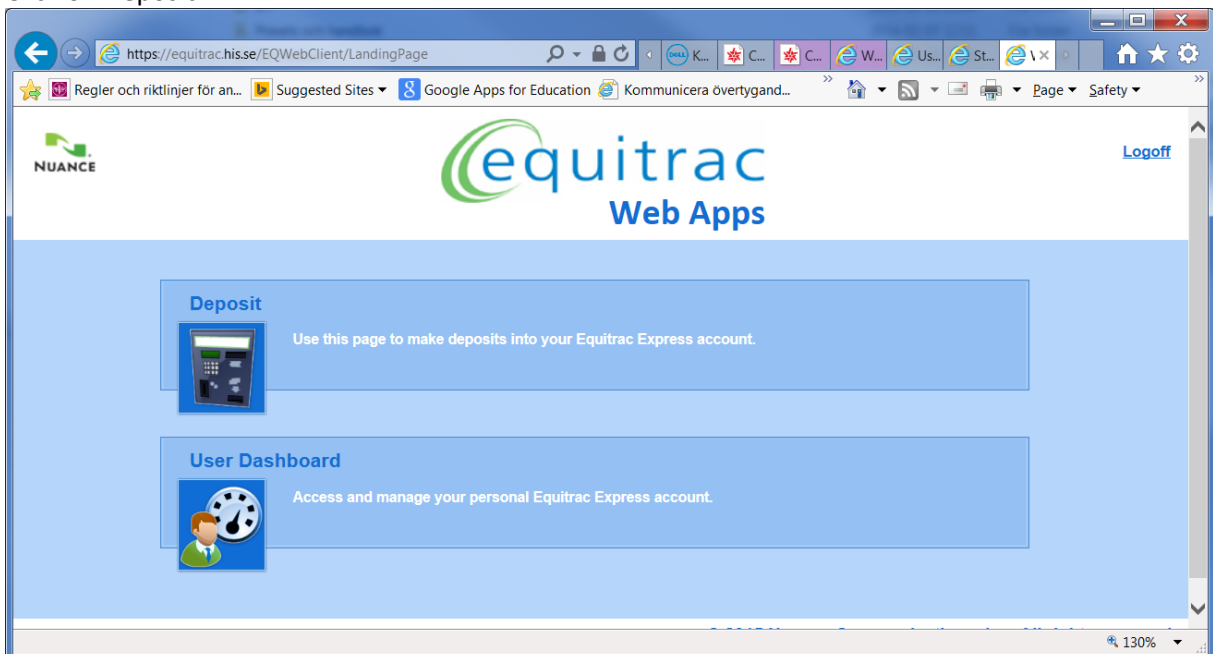 https://equitrac.his.se/EQWebClient/LandingPage K... C... C... W... Us... St...
Regler och riktlinjer för an... Suggested Sites Google Apps for Education Kommunicera övertygand... Page Safety
NUANCE
equitrac
Web Apps
Logoff
Deposit
Use this page to make deposits into your Equitrac Express account.
User Dashboard
Access and manage your personal Equitrac Express account.
130%